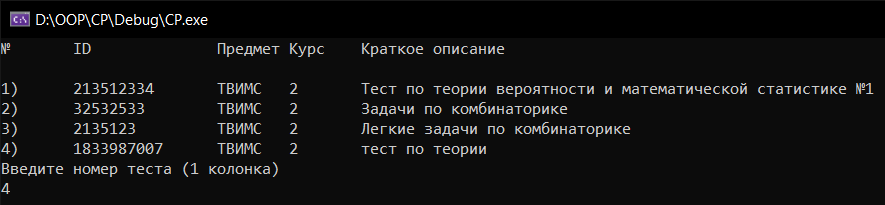 D:\OOP\CP\Debug\CP.exe
№ ID Предмет Курс Краткое описание
1) 213512334 ТВИМС 2 Тест по теории вероятности и математической статистике №1
2) 32532533 ТВИМС 2 Задачи по комбинаторике
3) 2135123 ТВИМС 2 Легкие задачи по комбинаторике
4) 1833987007 ТВИМС 2 тест по теории
Введите номер теста (1 колонка)
4